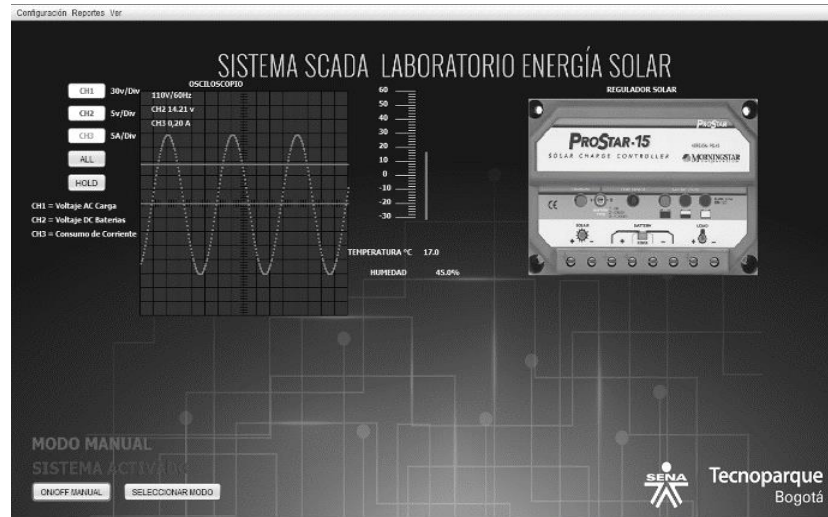 Configuración Reportes Ver
SISTEMA SCADA LABORATORIO ENERGÍA SOLAR
OSCILOSCOPIO
CH1 30v/Div
CH2 5v/Div
CH3 5A/Div
ALL
HOLD
CH1 = Voltaje AC Carga
CH2 = Voltaje DC Baterias
CH3 = Consumo de Corriente
110V/60Hz
CH2 14.21 v
CH3 0,20 A
60
50
40
30
20
10
0
-10
-20
-30
TEMPERATURA °C 17.0
HUMEDAD 45.0%
REGULADOR SOLAR
ProStar
PROSTAR-15
SOLAR CHARGE CONTROLLER
MORNINGSTAR
CE
SOLAR
BATTERY
LOAD
+ - + - + -
MODO MANUAL
SISTEMA ACTIVADO
ON/OFF MANUAL
SELECCIONAR MODO
SENA
Tecnoparque
Bogotá